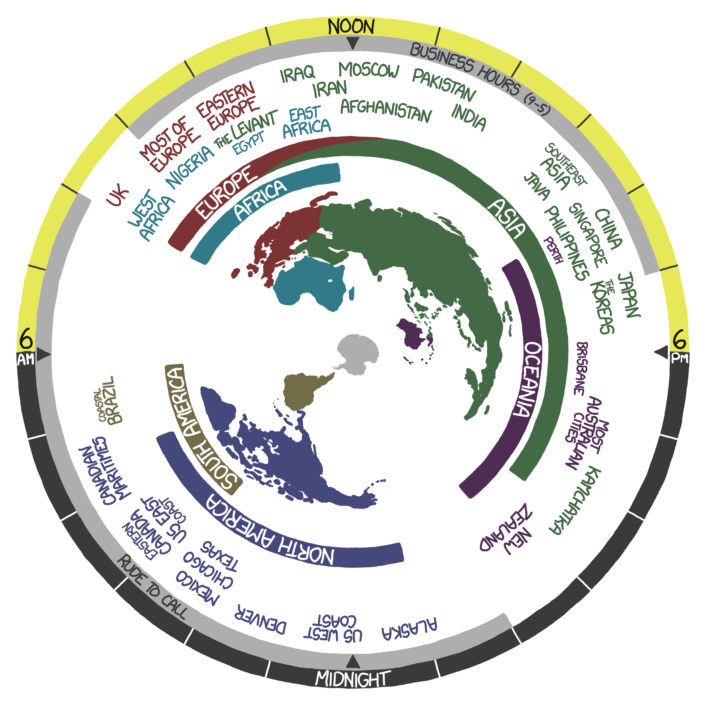 NOON
BUSINESS HOURS (9-5)
IRAQ
MOSCOW
PAKISTAN
IRAN
MOST OF
EUROPE
EASTERN
EUROPE
THE LEVANT
EGYPT
EAST
AFRICA
AFGHANISTAN
INDIA
UK
WEST
AFRICA
NIGERIA
EUROPE
AFRICA
ASIA
SOUTHEAST
ASIA
JAVA
PHILIPPINES
SINGAPORE
CHINA
PERTH
JAPAN
THE
KOREAS
6
AM
6
PM
OCEANIA
BRISBANE
MOST
AUSTRALIAN
CITIES
KAMCHATKA
NEW
ZEALAND
SOUTH AMERICA
COASTAL
BRAZIL
CANADIAN
MARITIMES
EASTERN
CANADA
US EAST
COAST
NORTH AMERICA
TEXAS
CHICAGO
MEXICO
RUDE TO CALL
DENVER
US WEST
COAST
ALASKA
MIDNIGHT